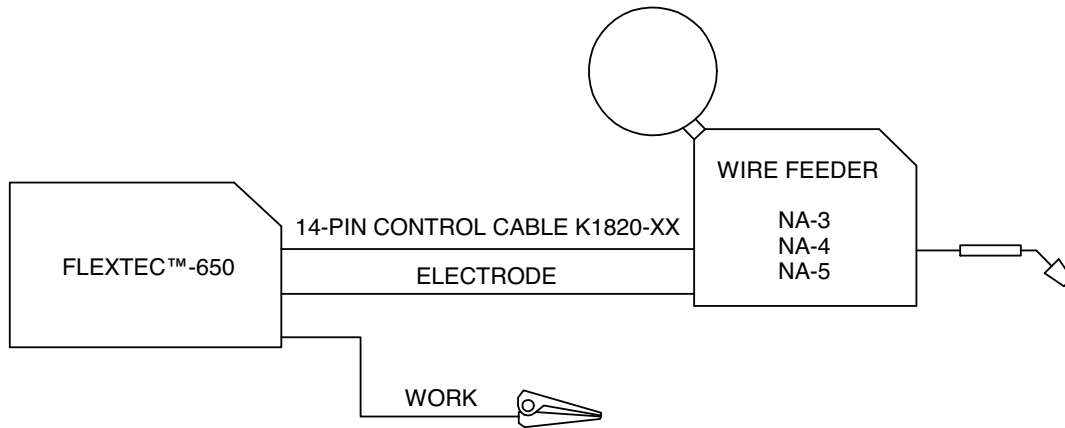 WIRE FEEDER
NA-3
NA-4
NA-5
14-PIN CONTROL CABLE K1820-XX
FLEXTEC™-650
ELECTRODE
WORK